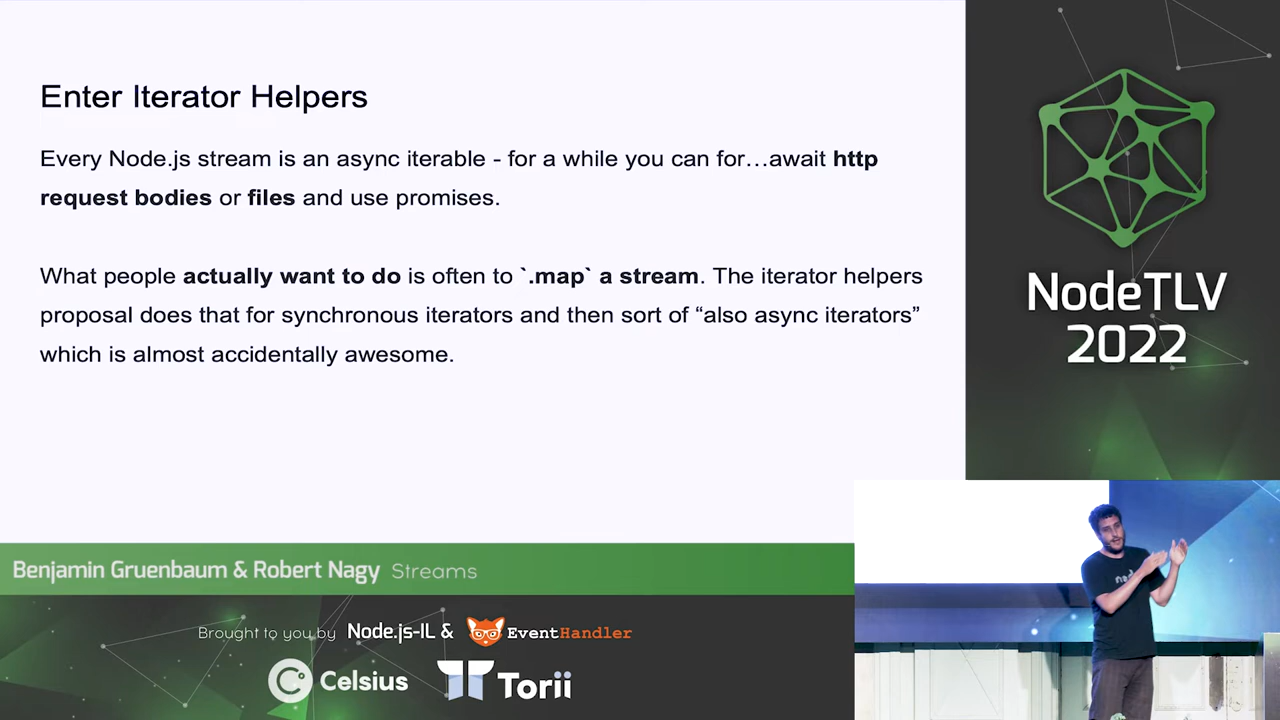 Enter Iterator Helpers
Every Node.js stream is an async iterable - for a while you can for…await http
request bodies or files and use promises.
What people actually want to do is often to `.map` a stream. The iterator helpers
proposal does that for synchronous iterators and then sort of “also async iterators”
which is almost accidentally awesome.
NodeTLV
2022
Benjamin Gruenbaum & Robert Nagy Streams
Brought to you by Node.js-IL & EventHandler
Celsius Torii